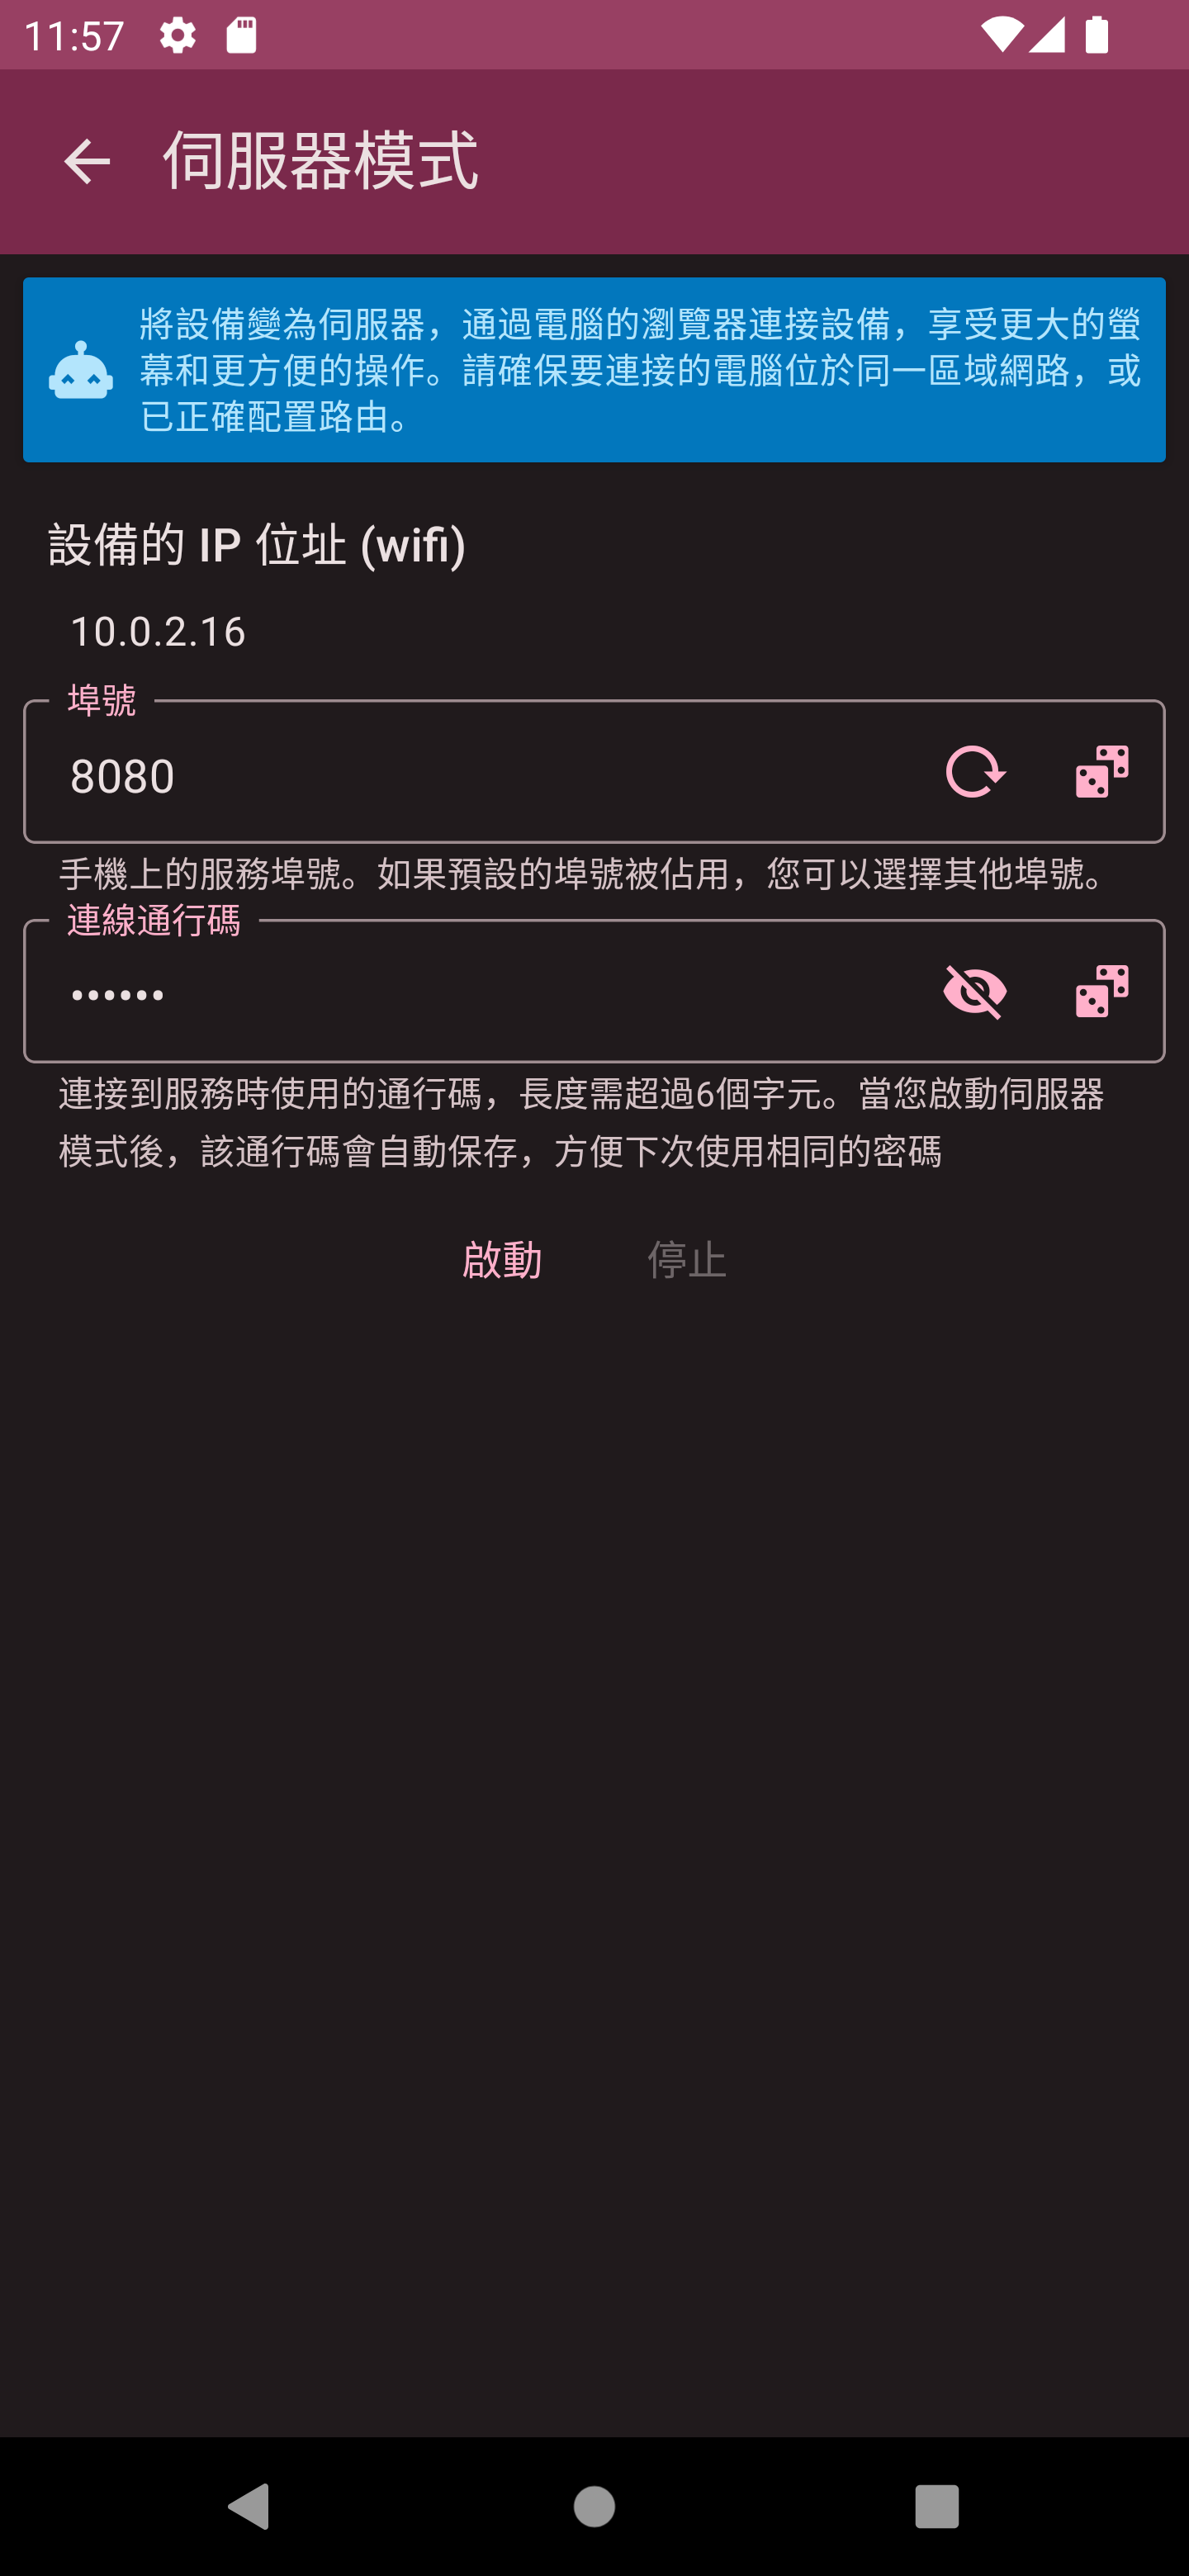 11:57
伺服器模式
將設備變為伺服器，通過電腦的瀏覽器連接設備，享受更大的螢
幕和更方便的操作。請確保要連接的電腦位於同一區域網路，或
已正確配置路由。
設備的 IP 位址 (wifi)
10.0.2.16
埠號
8080
手機上的服務埠號。如果預設的埠號被佔用，您可以選擇其他埠號。
連線通行碼
••••••
連接到服務時使用的通行碼，長度需超過6個字元。當您啟動伺服器
模式後，該通行碼會自動保存，方便下次使用相同的密碼
啟動
停止